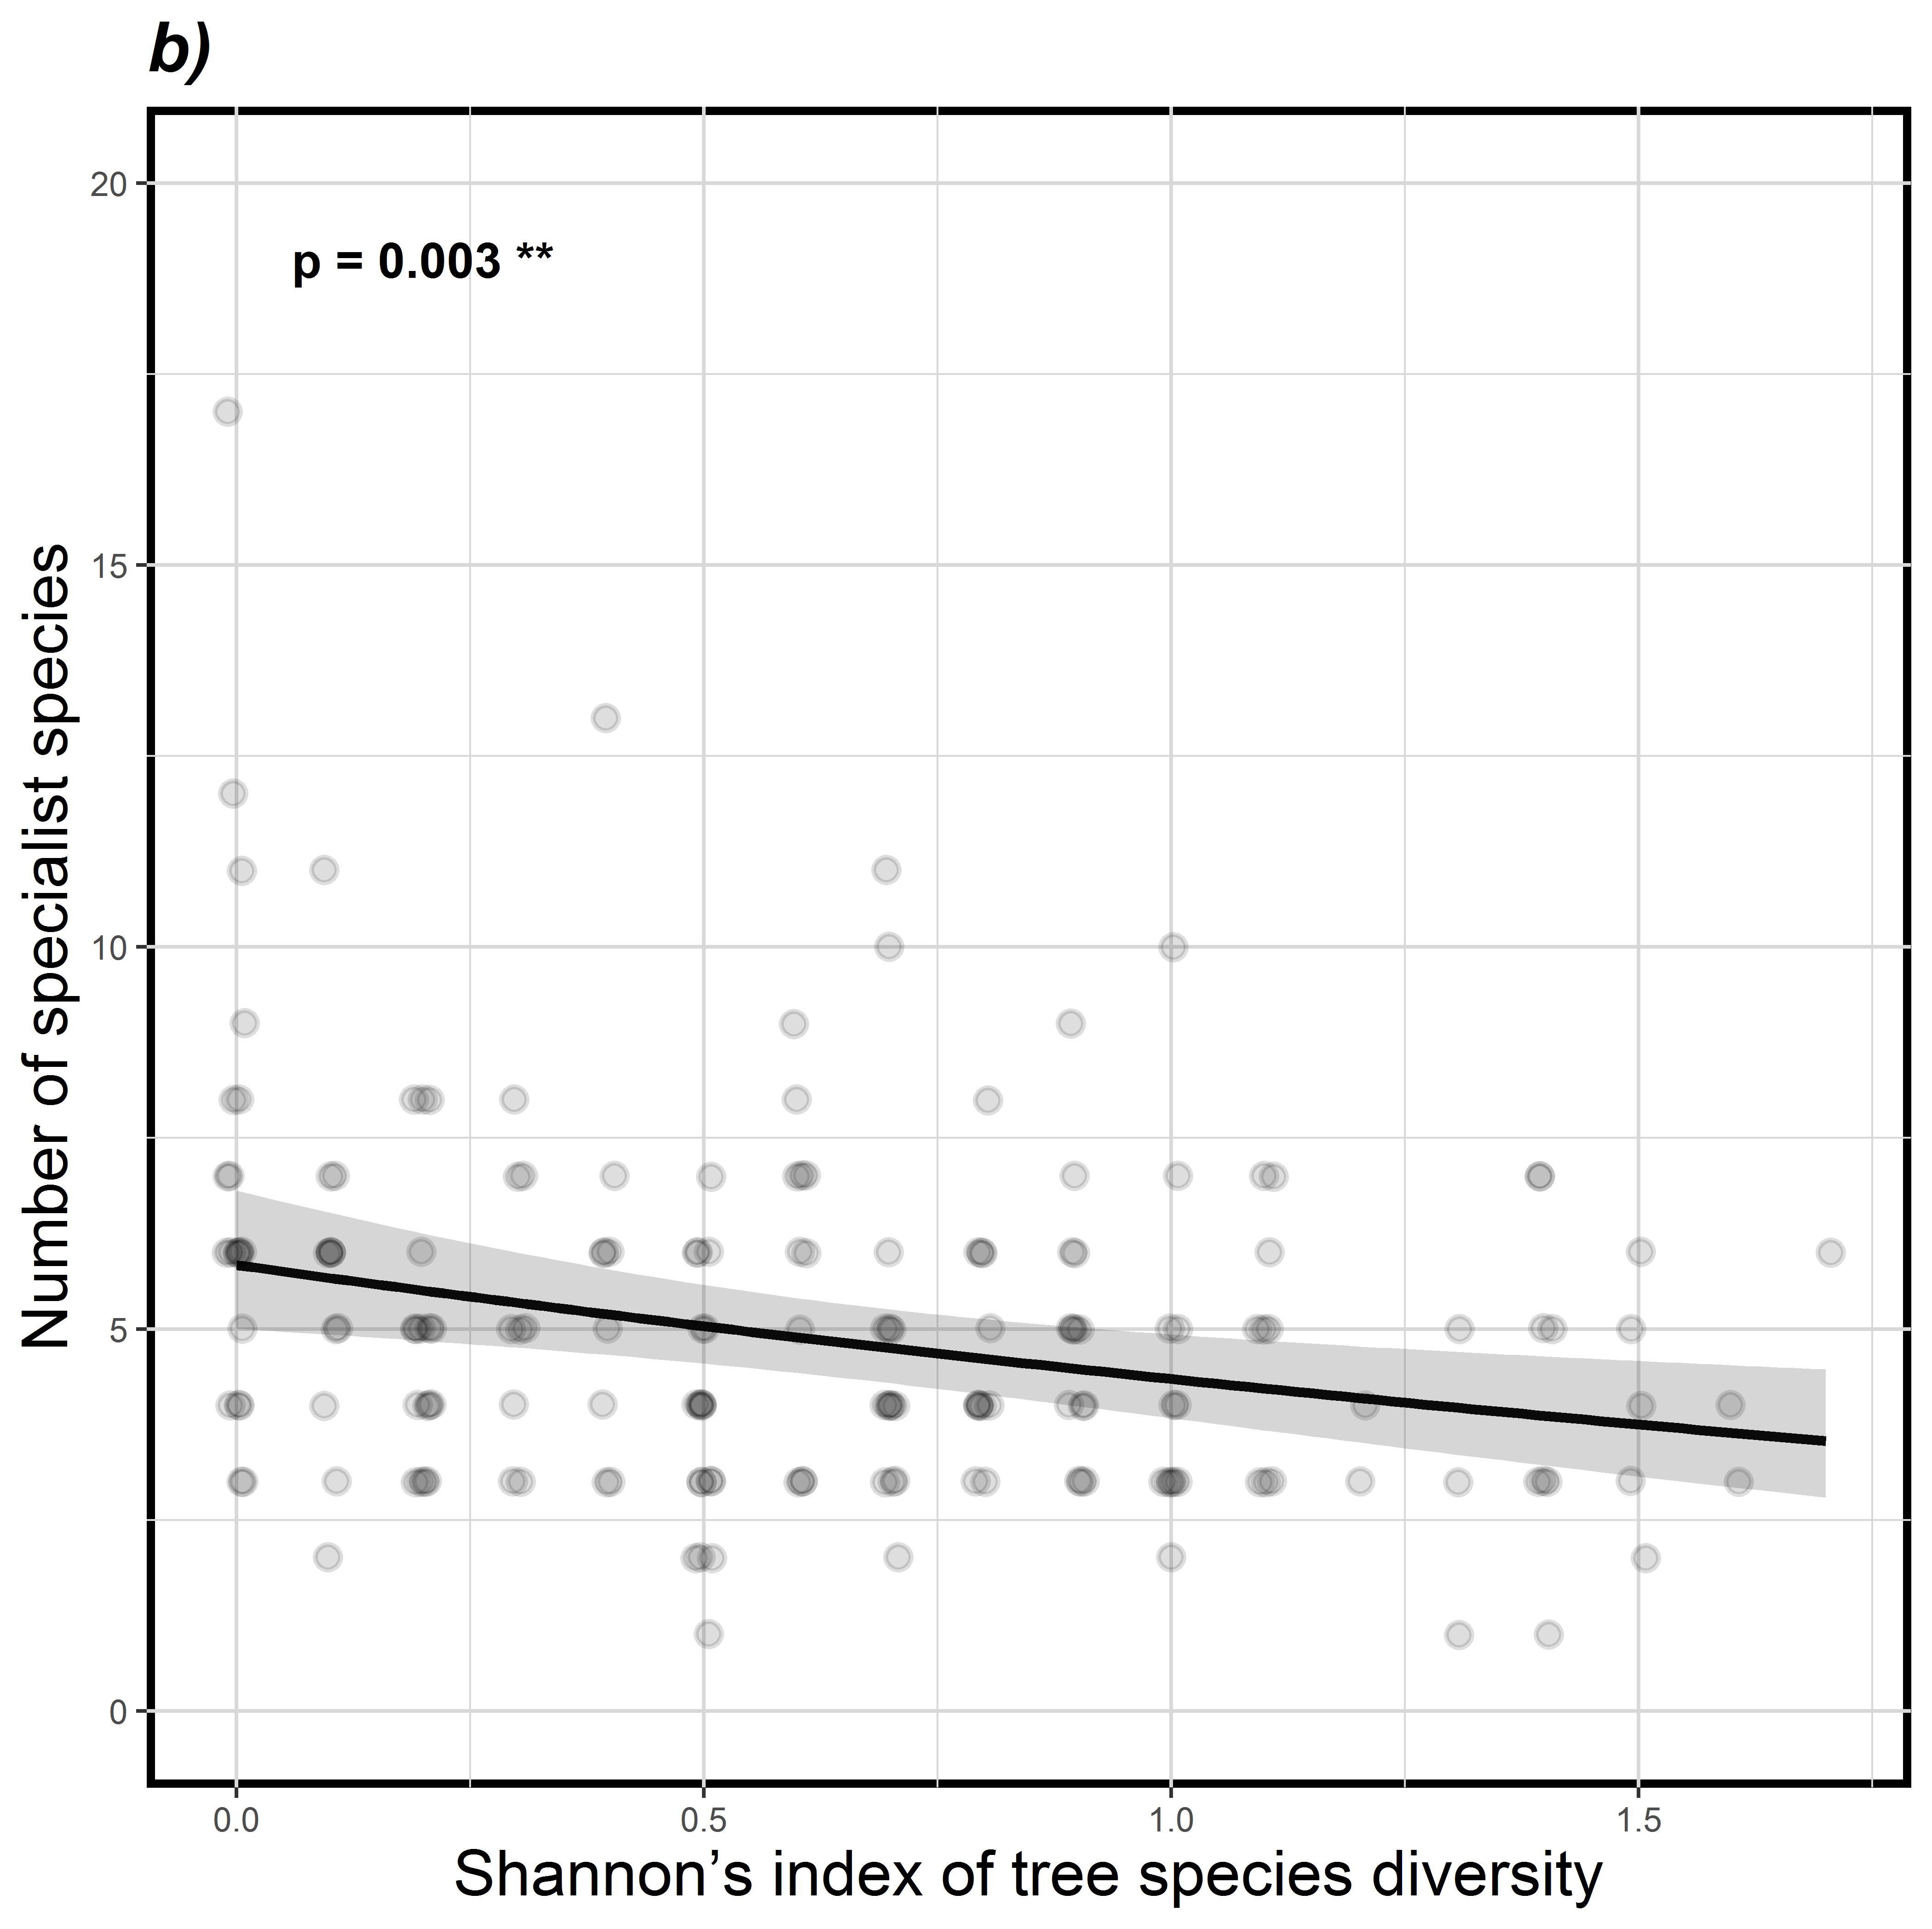 b)
20
p = 0.003 **
15
10
5
0
Number of specialist species
0.0 0.5 1.0 1.5
Shannon’s index of tree species diversity